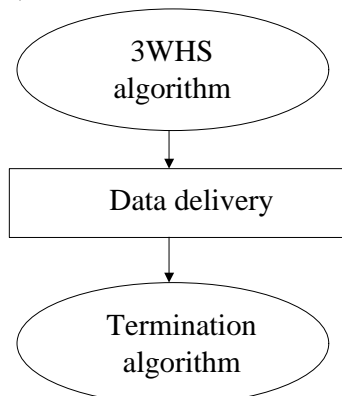 3WHS
algorithm
Data delivery
Termination
algorithm